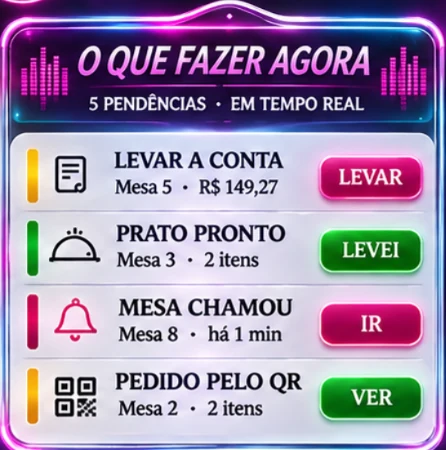 O QUE FAZER AGORA
5 PENDÊNCIAS · EM TEMPO REAL
LEVAR A CONTA
Mesa 5 · R$ 149,27
LEVAR
PRATO PRONTO
Mesa 3 · 2 itens
LEVEI
MESA CHAMOU
Mesa 8 · há 1 min
IR
PEDIDO PELO QR
Mesa 2 · 2 itens
VER